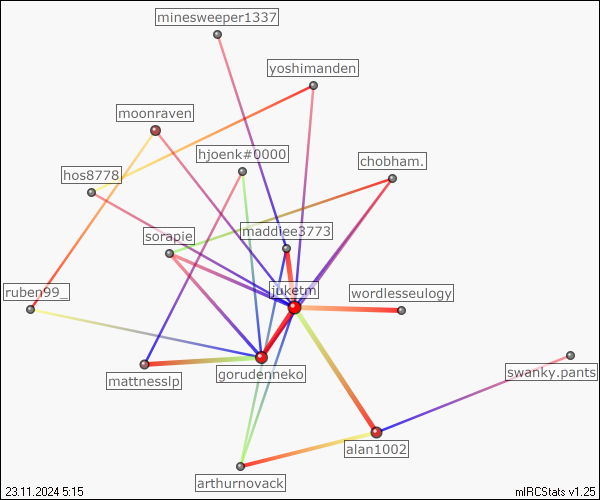 minesweeper1337
yoshimanden
moonraven
hjoenk#0000
chobham.
hos8778
sorapie
maddiee3773
ruben99_
juketm
wordlesseulogy
gorudenneko
mattnesslp
swanky.pants
alan1002
arthurnovack
23.11.2024 5:15
mIRCStats v1.25